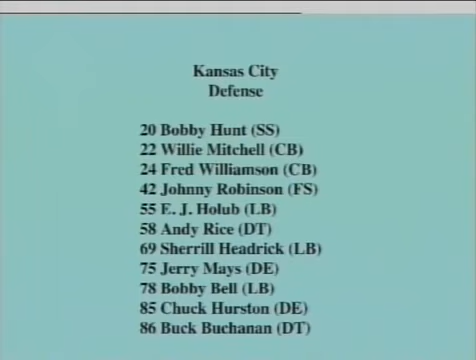 Kansas City
Defense
20 Bobby Hunt (SS)
22 Willie Mitchell (CB)
24 Fred Williamson (CB)
42 Johnny Robinson (FS)
55 E. J. Holub (LB)
58 Andy Rice (DT)
69 Sherrill Headrick (LB)
75 Jerry Mays (DE)
78 Bobby Bell (LB)
85 Chuck Hurston (DE)
86 Buck Buchanan (DT)